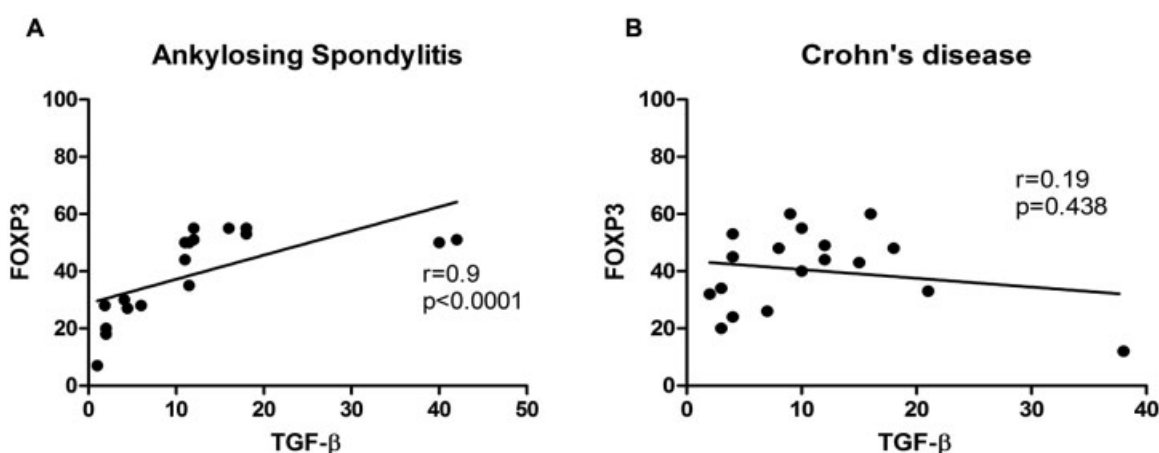 A
Ankylosing Spondylitis
100
80
60
40
20
0
FOXP3
r=0.9
p<0.0001
0 10 20 30 40 50
TGF-β
B
Crohn's disease
100
80
60
40
20
0
FOXP3
r=0.19
p=0.438
0 10 20 30 40
TGF-β